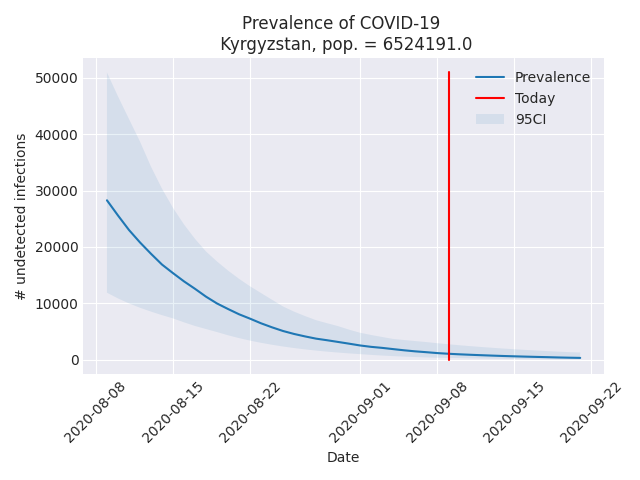 Prevalence of COVID-19
Kyrgyzstan, pop. = 6524191.0
50000
40000
30000
20000
10000
0
# undetected infections
Prevalence
Today
95CI
2020-08-08
2020-08-15
2020-08-22
2020-09-01
2020-09-08
2020-09-15
2020-09-22
Date